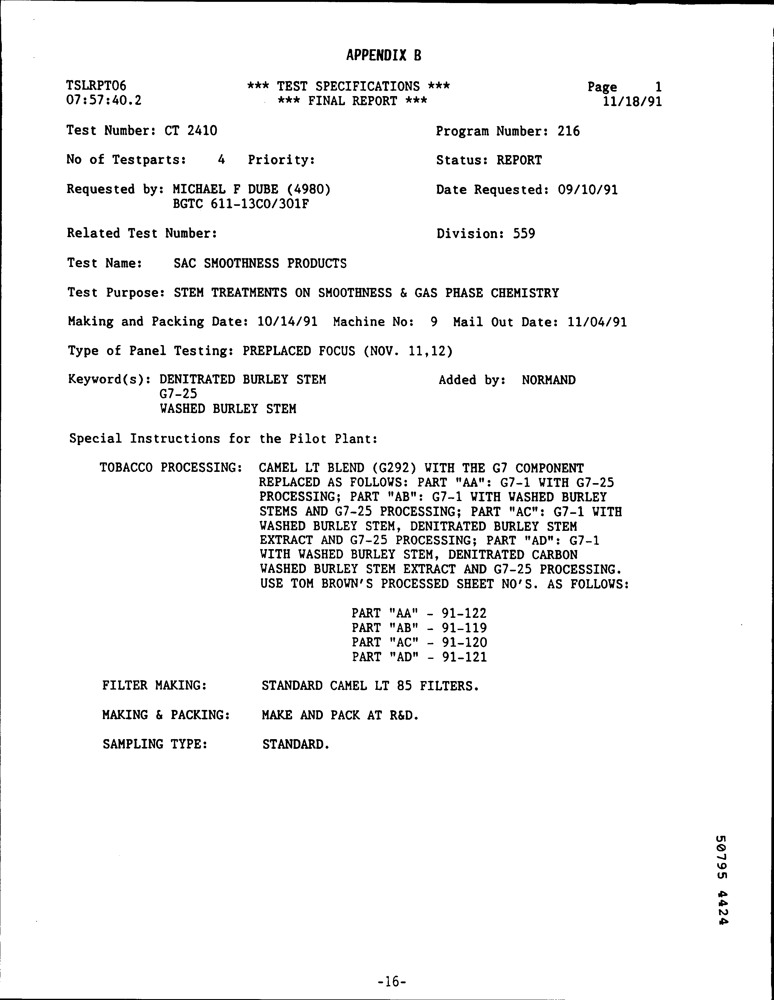 APPENDIX B
TSLRPT06 *** TEST SPECIFICATIONS *** Page 1
07:57:40.2 *** FINAL REPORT *** 11/18/91
Test Number: CT 2410 Program Number: 216
No of Testparts: 4 Priority: Status: REPORT
Requested by: MICHAEL F DUBE (4980) Date Requested: 09/10/91
BGTC 611-13C0/301F
Related Test Number: Division: 559
Test Name: SAC SMOOTHNESS PRODUCTS
Test Purpose: STEM TREATMENTS ON SMOOTHNESS & GAS PHASE CHEMISTRY
Making and Packing Date: 10/14/91 Machine No: 9 Mail Out Date: 11/04/91
Type of Panel Testing: PREPLACED FOCUS (NOV. 11,12)
Keyword(s): DENITRATED BURLEY STEM Added by: NORMAND
G7-25
WASHED BURLEY STEM
Special Instructions for the Pilot Plant:
TOBACCO PROCESSING: CAMEL LT BLEND (G292) WITH THE G7 COMPONENT
REPLACED AS FOLLOWS: PART "AA": G7-1 WITH G7-25
PROCESSING; PART "AB": G7-1 WITH WASHED BURLEY
STEMS AND G7-25 PROCESSING; PART "AC": G7-1 WITH
WASHED BURLEY STEM, DENITRATED BURLEY STEM
EXTRACT AND G7-25 PROCESSING; PART "AD": G7-1
WITH WASHED BURLEY STEM, DENITRATED CARBON
WASHED BURLEY STEM EXTRACT AND G7-25 PROCESSING.
USE TOM BROWN'S PROCESSED SHEET NO'S. AS FOLLOWS:
PART "AA" - 91-122
PART "AB" - 91-119
PART "AC" - 91-120
PART "AD" - 91-121
FILTER MAKING: STANDARD CAMEL LT 85 FILTERS.
MAKING & PACKING: MAKE AND PACK AT R&D.
SAMPLING TYPE: STANDARD.
50795 4424
-16-